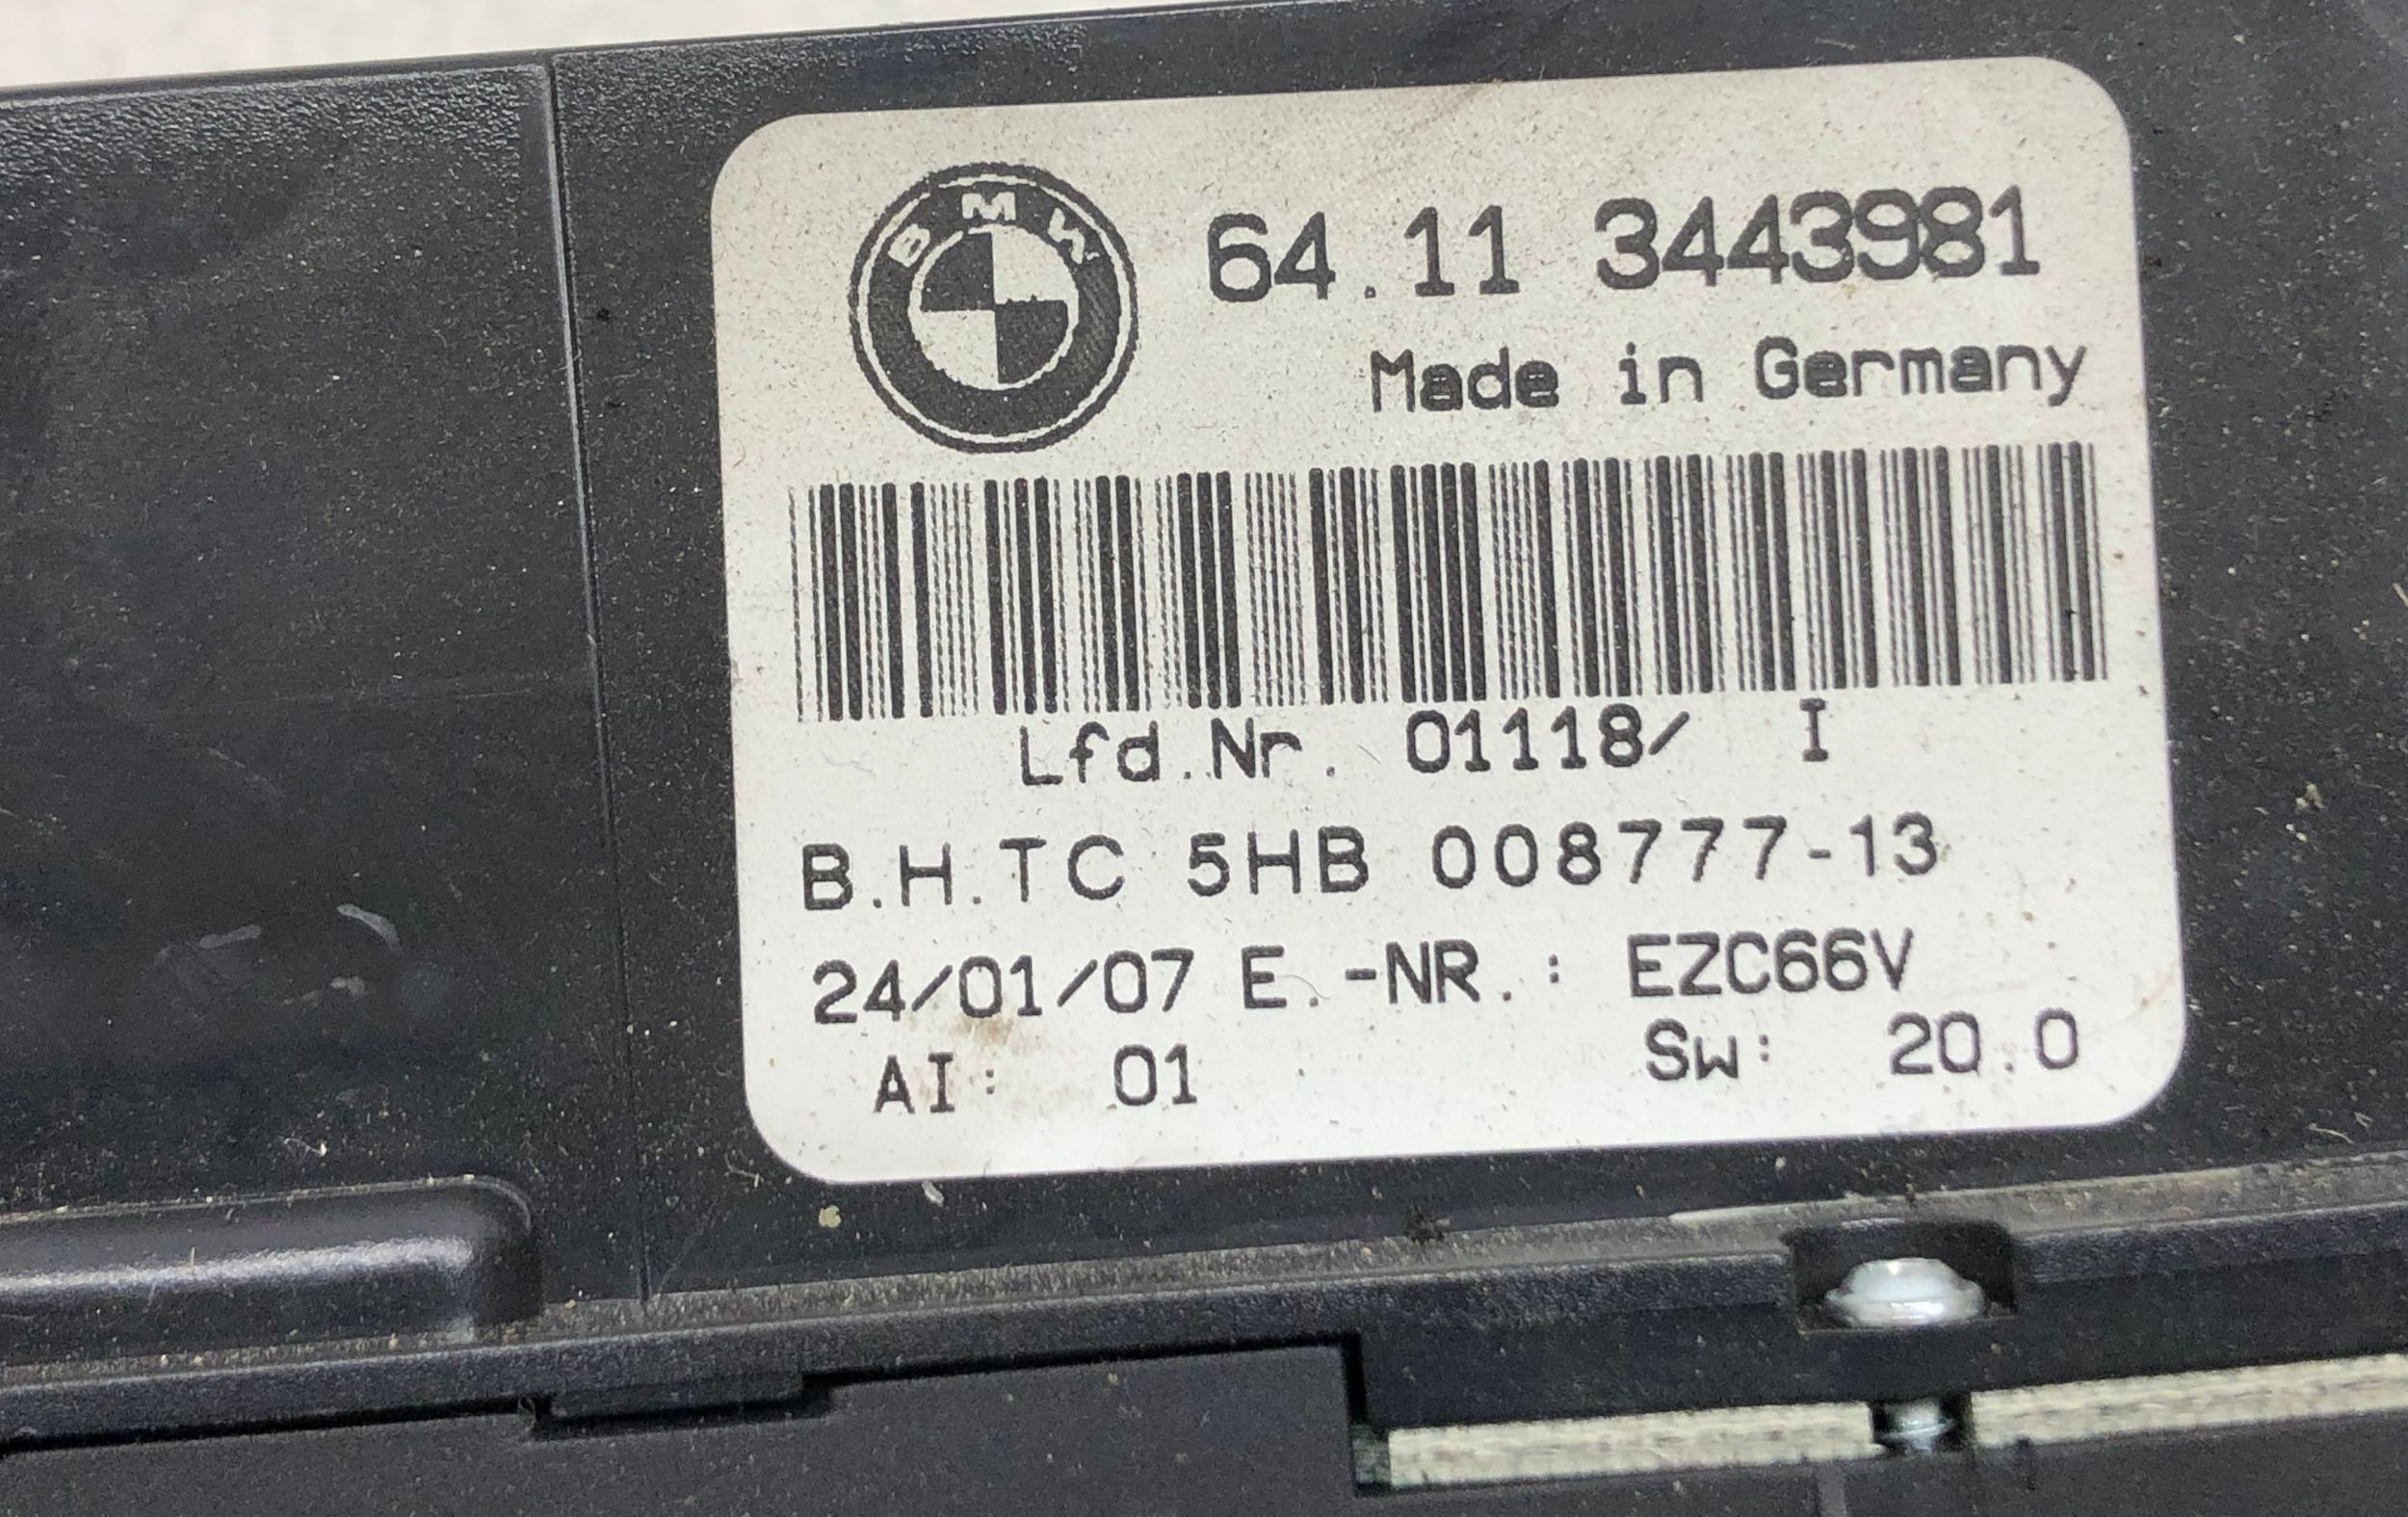 BMW
64.11 3443981
Made in Germany
Lfd.Nr. 01118/ I
B.H.TC 5HB 008777-13
24/01/07 E.-NR.: EZC66V
AI: 01 Sw: 20.0